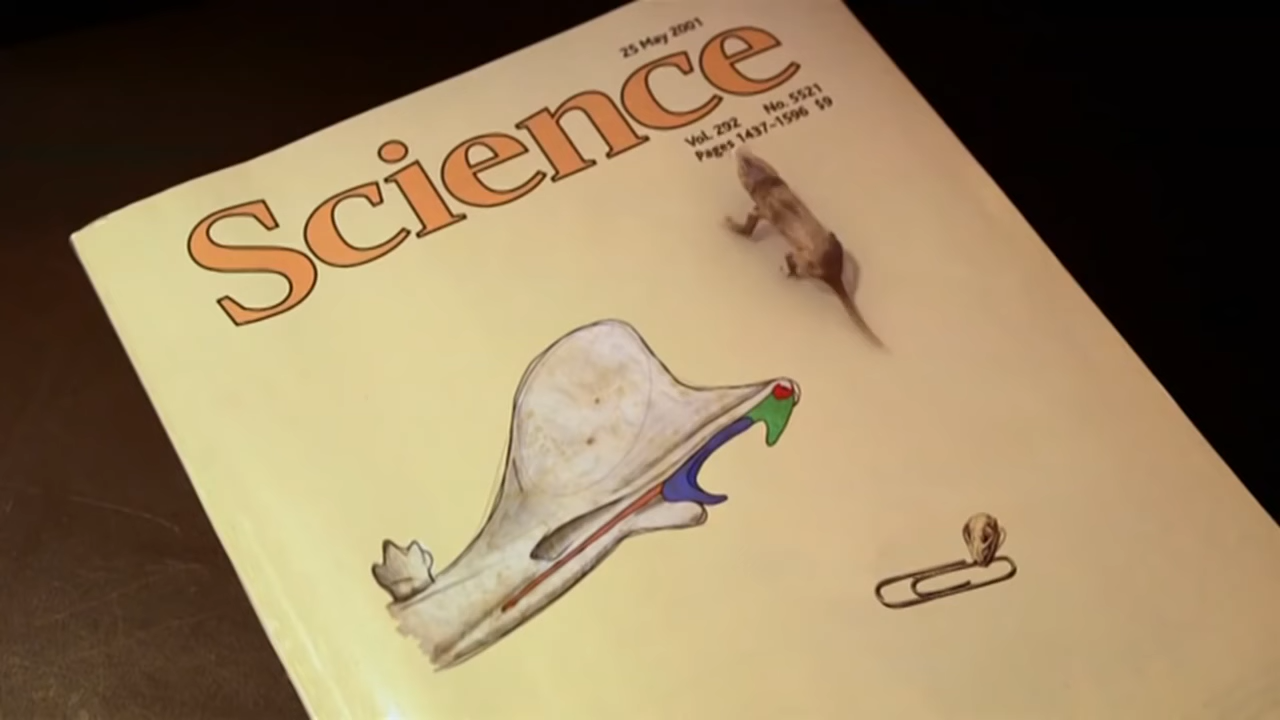 25 May 2001
Science
Vol. 292 No. 5521
Pages 1437–1596 $9